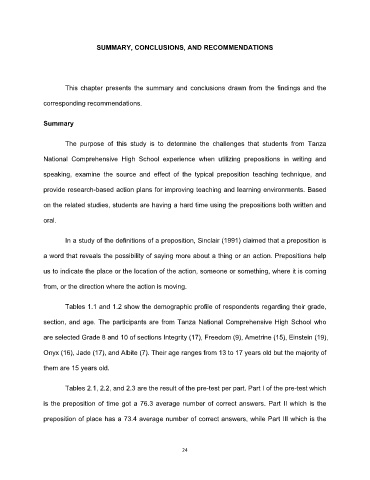 SUMMARY, CONCLUSIONS, AND RECOMMENDATIONS
This chapter presents the summary and conclusions drawn from the findings and the
corresponding recommendations.
Summary
The purpose of this study is to determine the challenges that students from Tanza
National Comprehensive High School experience when utilizing prepositions in writing and
speaking, examine the source and effect of the typical preposition teaching technique, and
provide research-based action plans for improving teaching and learning environments. Based
on the related studies, students are having a hard time using the prepositions both written and
oral.
In a study of the definitions of a preposition, Sinclair (1991) claimed that a preposition is
a word that reveals the possibility of saying more about a thing or an action. Prepositions help
us to indicate the place or the location of the action, someone or something, where it is coming
from, or the direction where the action is moving.
Tables 1.1 and 1.2 show the demographic profile of respondents regarding their grade,
section, and age. The participants are from Tanza National Comprehensive High School who
are selected Grade 8 and 10 of sections Integrity (17), Freedom (9), Ametrine (15), Einstein (19),
Onyx (16), Jade (17), and Albite (7). Their age ranges from 13 to 17 years old but the majority of
them are 15 years old.
Tables 2.1, 2.2, and 2.3 are the result of the pre-test per part. Part I of the pre-test which
is the preposition of time got a 76.3 average number of correct answers. Part II which is the
preposition of place has a 73.4 average number of correct answers, while Part III which is the
24